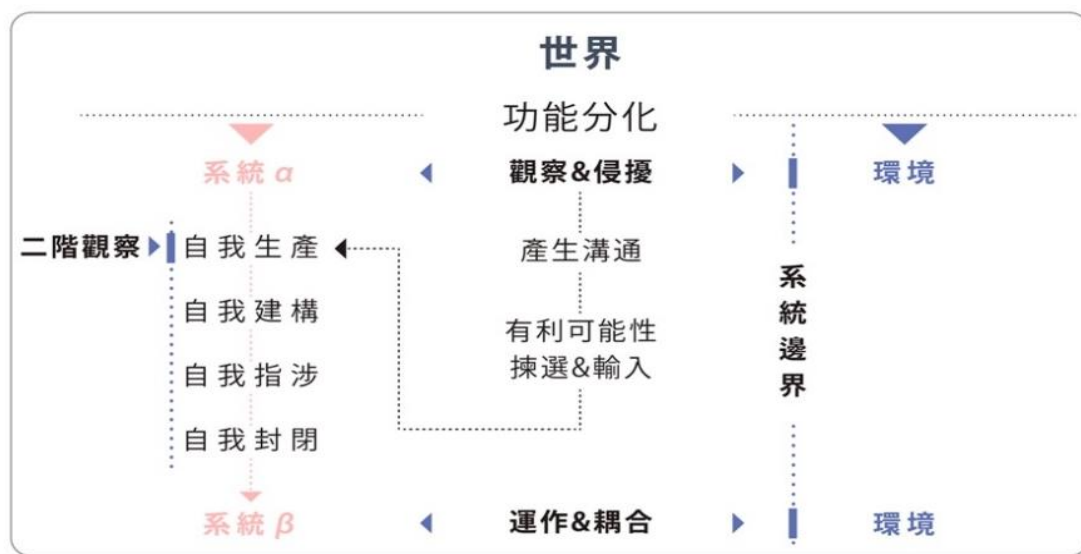 世界
功能分化
系統 α
觀察&侵擾
環境
二階觀察
自我生產
產生溝通
自我建構
有利可能性
揀選&輸入
自我指涉
自我封閉
系統邊界
系統 β
運作&耦合
環境